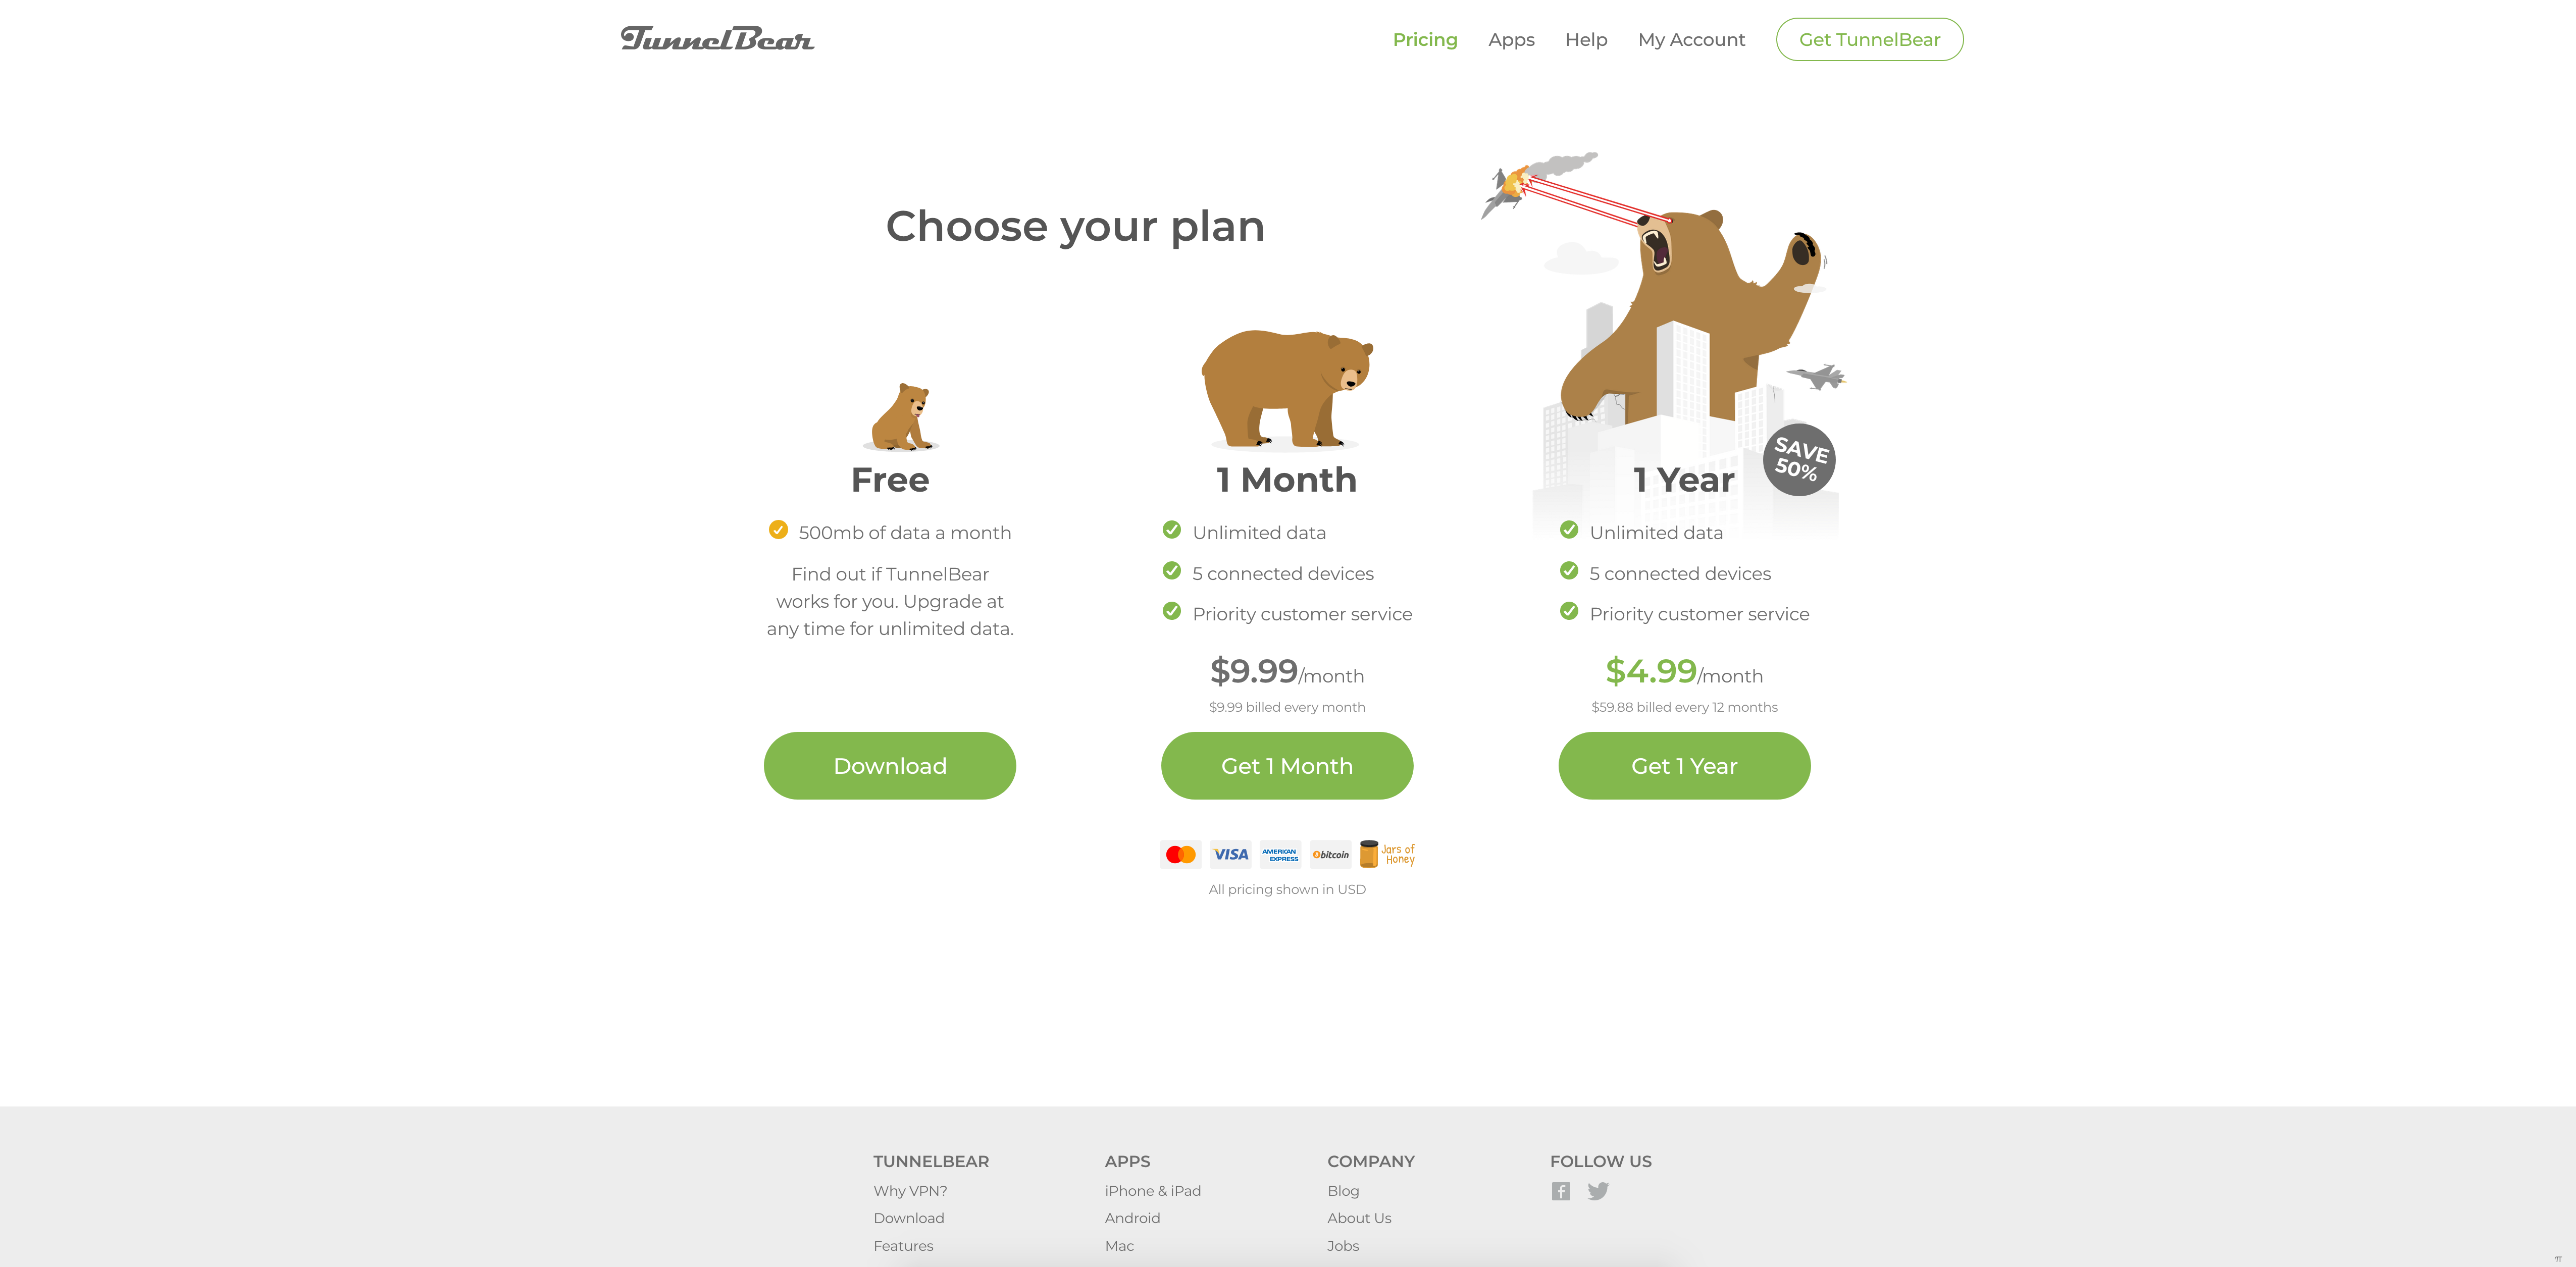 TunnelBear
Pricing
Apps
Help
My Account
Get TunnelBear
Choose your plan
Free
500mb of data a month
Find out if TunnelBear
works for you. Upgrade at
any time for unlimited data.
Download
1 Month
Unlimited data
5 connected devices
Priority customer service
$9.99/month
$9.99 billed every month
Get 1 Month
1 Year
SAVE
50%
Unlimited data
5 connected devices
Priority customer service
$4.99/month
$59.88 billed every 12 months
Get 1 Year
VISA
AMERICAN
EXPRESS
bitcoin
Jars of
Honey
All pricing shown in USD
TUNNELBEAR
Why VPN?
Download
Features
APPS
iPhone & iPad
Android
Mac
COMPANY
Blog
About Us
Jobs
FOLLOW US